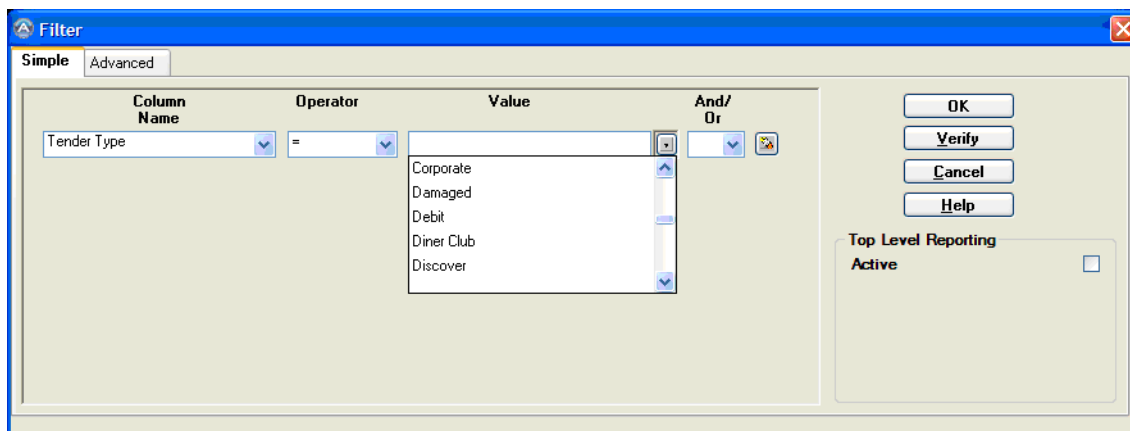 Filter
Simple Advanced
Column Name Operator Value And/ Or
Tender Type =
Corporate
Damaged
Debit
Diner Club
Discover
OK
Verify
Cancel
Help
Top Level Reporting
Active